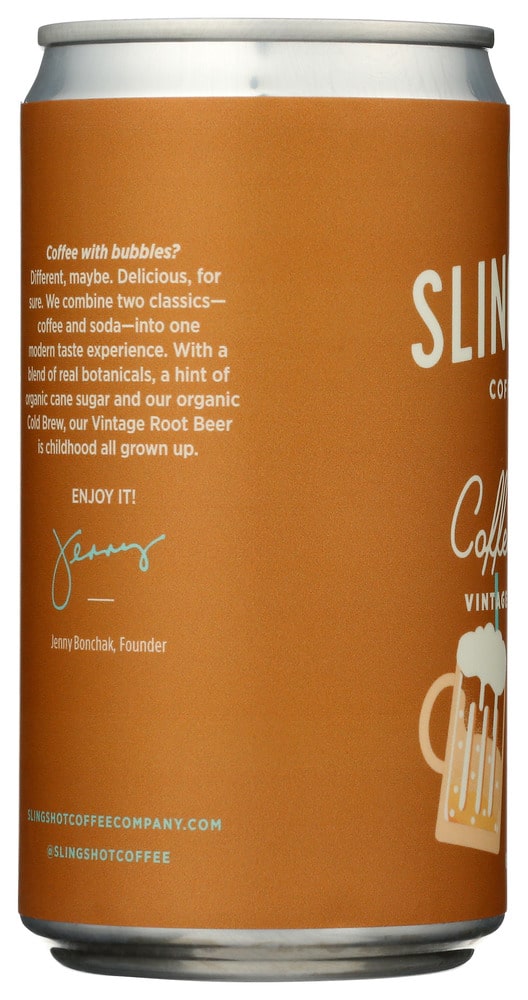 Coffee with bubbles?
Different, maybe. Delicious, for
sure. We combine two classics—
coffee and soda—into one
modern taste experience. With a
blend of real botanicals, a hint of
organic cane sugar and our organic
Cold Brew, our Vintage Root Beer
is childhood all grown up.
ENJOY IT!
Jenny
Jenny Bonchak, Founder
SLINGSHOTCOFFEECOMPANY.COM
@SLINGSHOTCOFFEE
SLIN
COF
Coffe
VINTAGE